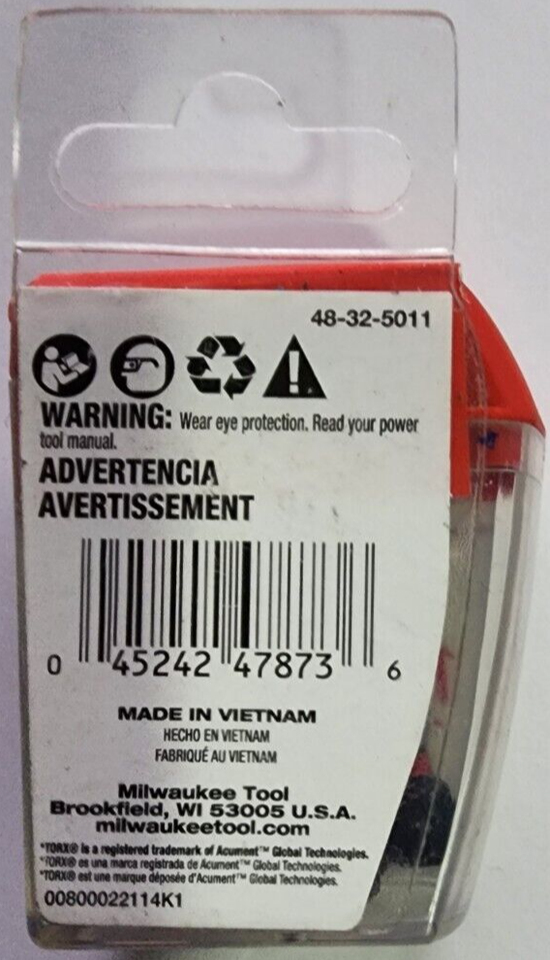 48-32-5011
WARNING: Wear eye protection. Read your power
tool manual.
ADVERTENCIA
AVERTISSEMENT
0 45242 47873 6
MADE IN VIETNAM
HECHO EN VIETNAM
FABRIQUÉ AU VIETNAM
Milwaukee Tool
Brookfield, WI 53005 U.S.A.
milwaukeetool.com
*TORX® is a registered trademark of Acument™ Global Technologies.
*TORX® es una marca registrada de Acument™ Global Technologies.
*TORX® est une marque déposée d'Acument™ Global Technologies.
00800022114K1